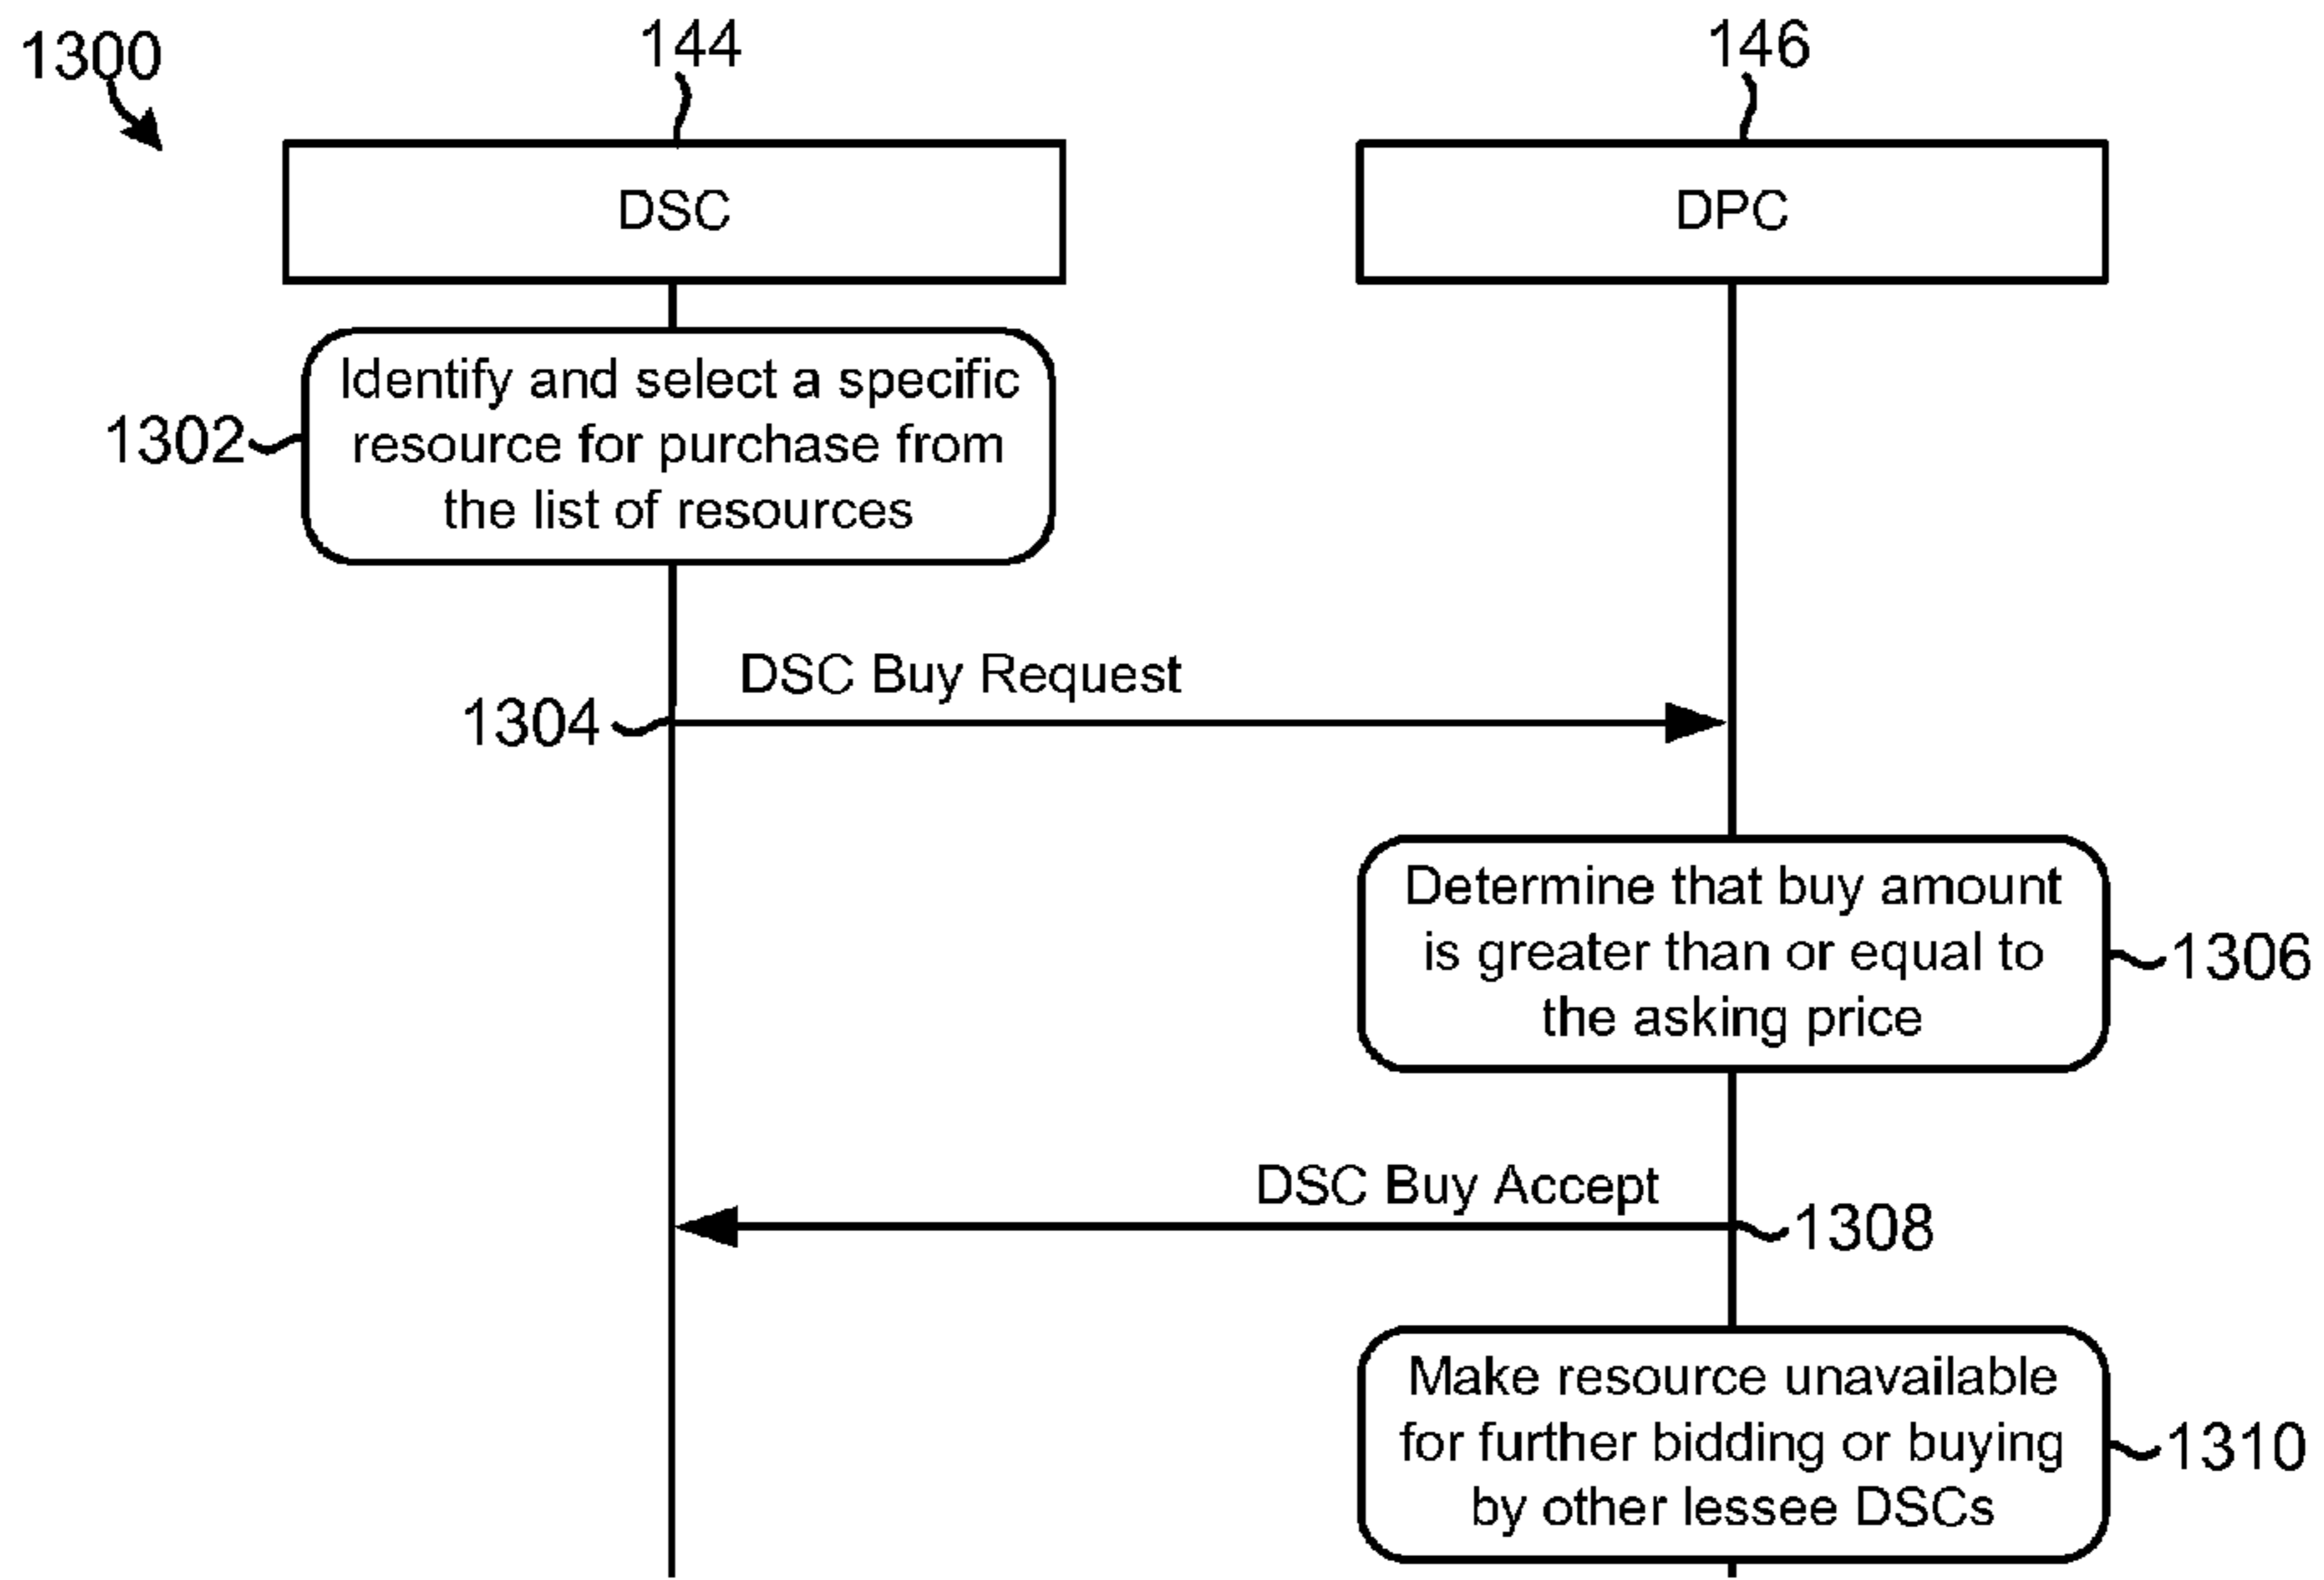 1300
144
146
DSC
DPC
Identify and select a specific
resource for purchase from
the list of resources
1302
DSC Buy Request
1304
Determine that buy amount
is greater than or equal to
the asking price
1306
DSC Buy Accept
1308
Make resource unavailable
for further bidding or buying
by other lessee DSCs
1310